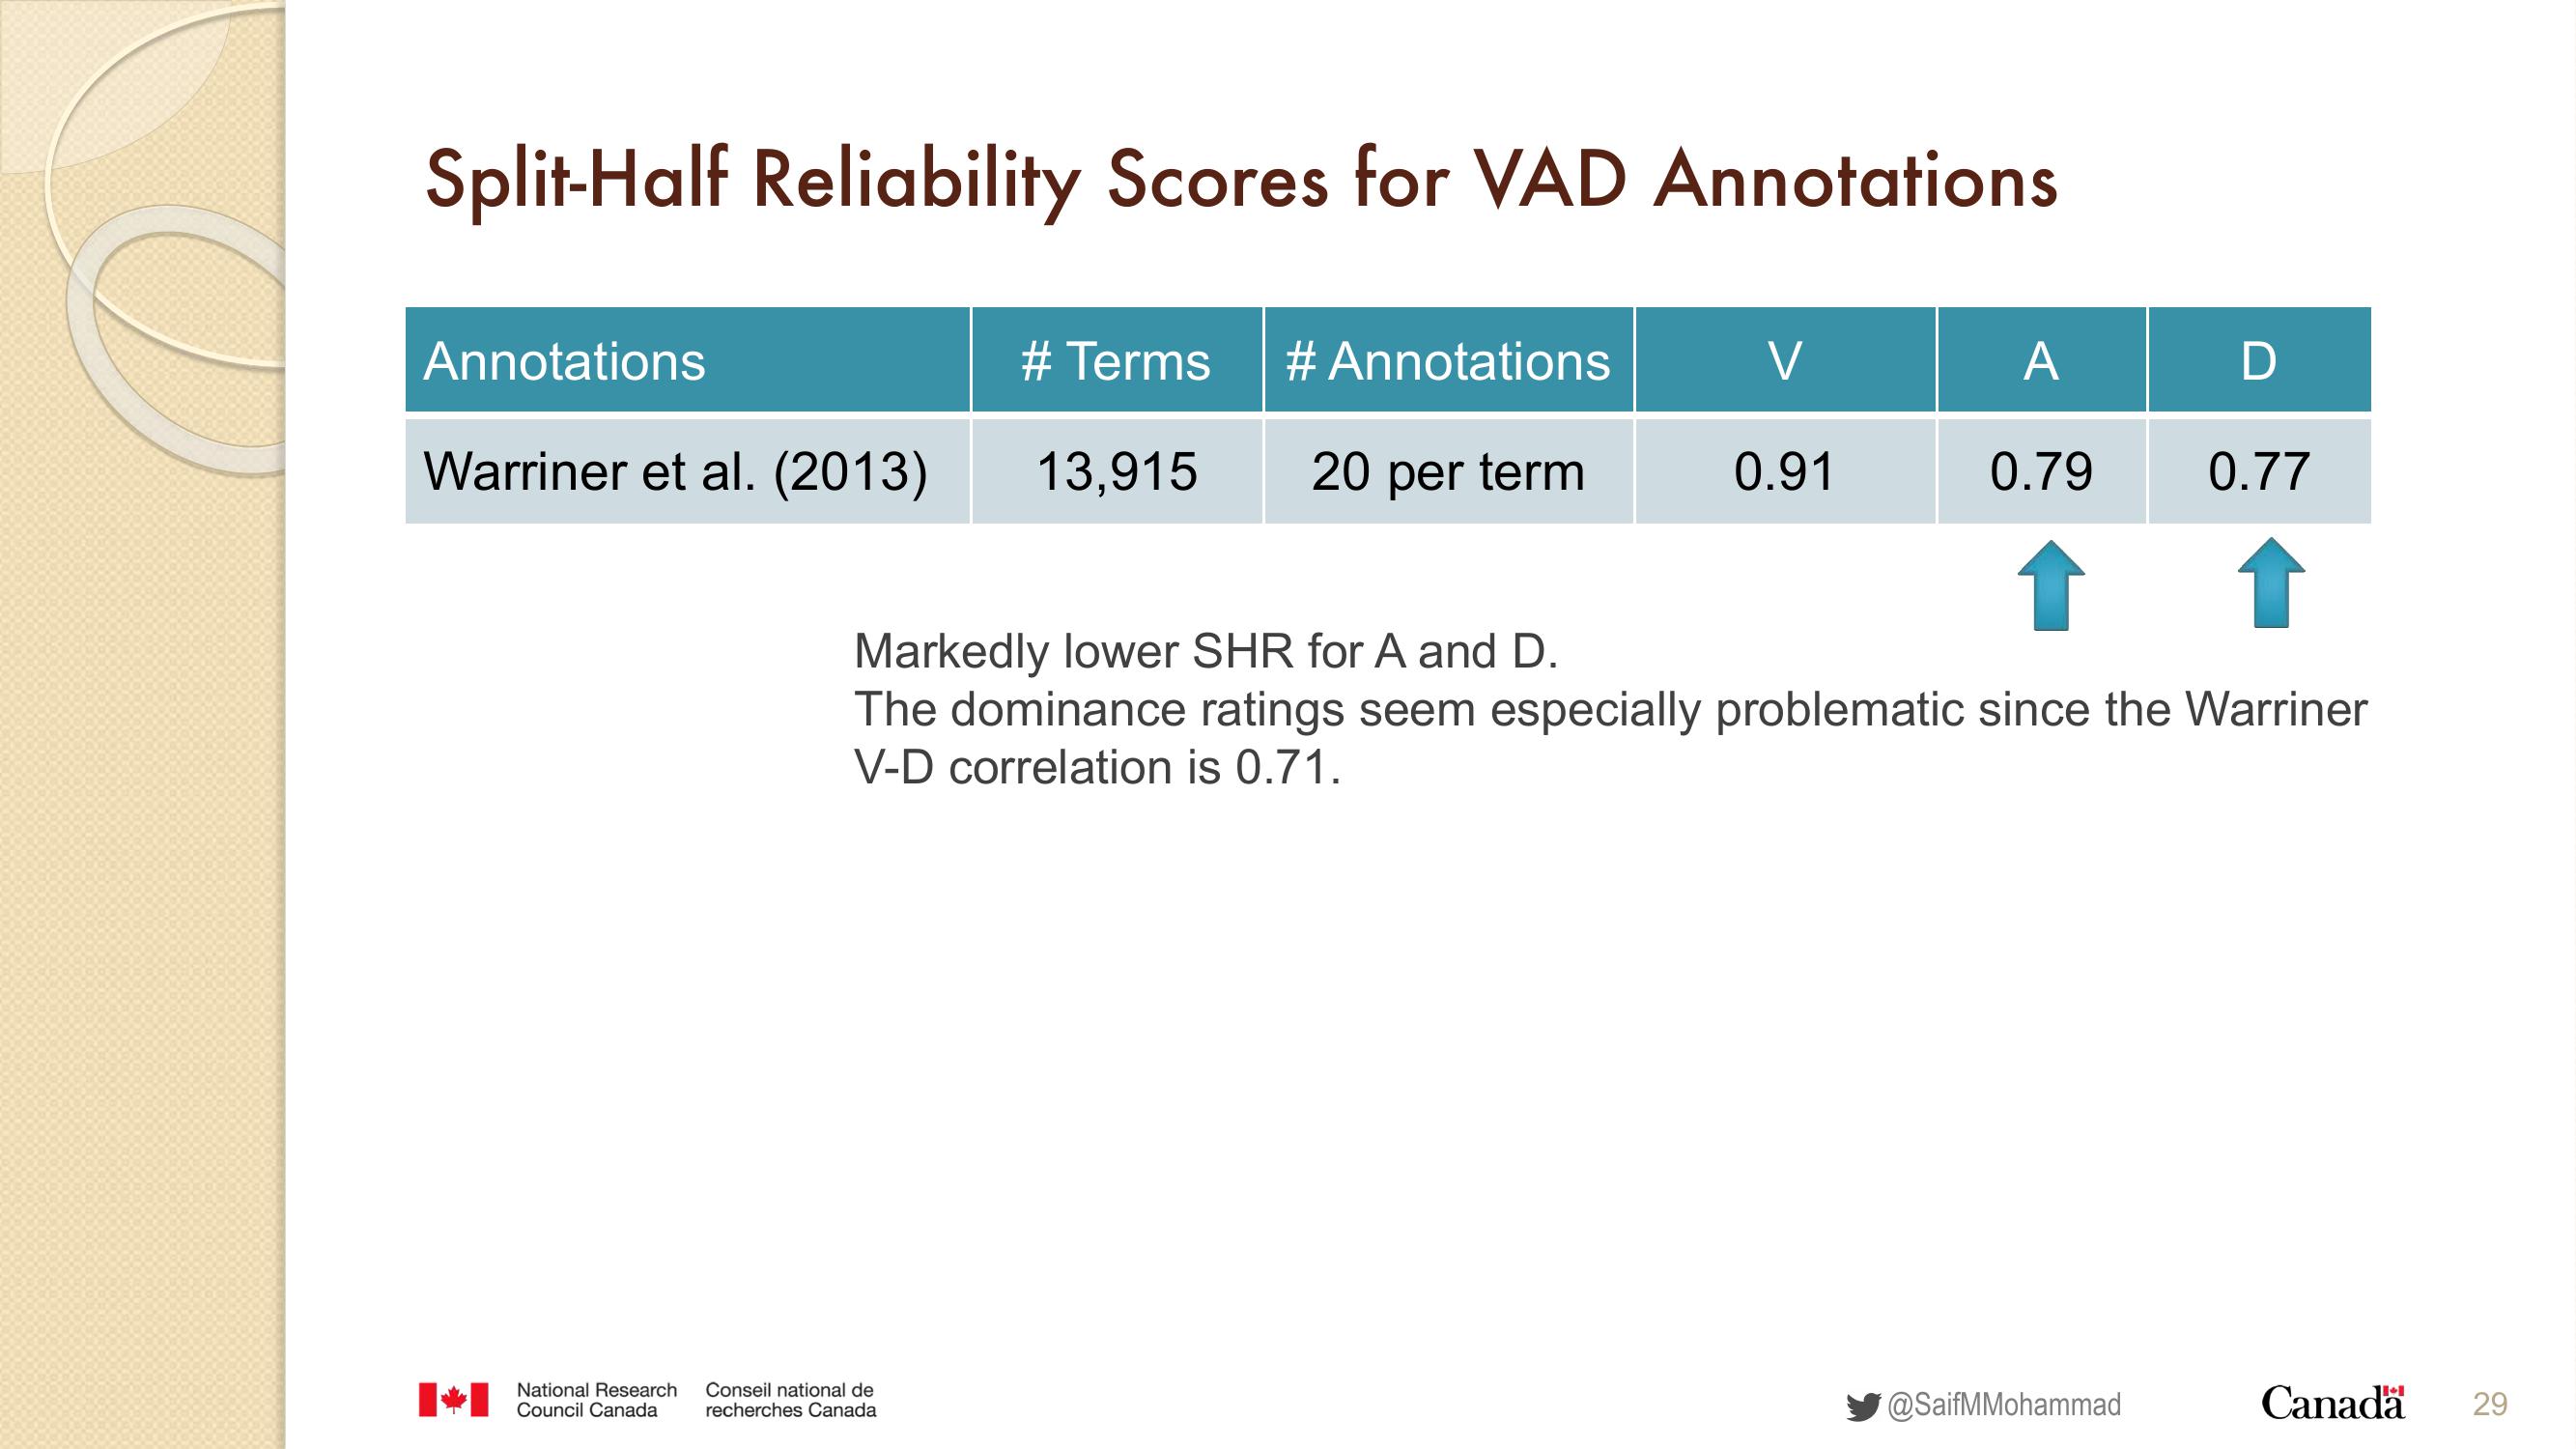 Split-Half Reliability Scores for VAD Annotations
Annotations # Terms # Annotations V A D
Warriner et al. (2013) 13,915 20 per term 0.91 0.79 0.77
Markedly lower SHR for A and D.
The dominance ratings seem especially problematic since the Warriner
V-D correlation is 0.71.
National Research Council Canada
Conseil national de recherches Canada
@SaifMMohammad
Canada
29